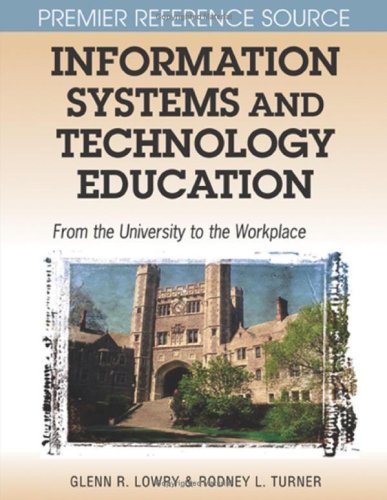 PREMIER REFERENCE SOURCE
INFORMATION
SYSTEMS AND
TECHNOLOGY
EDUCATION
From the University to the Workplace
GLENN R. LOWRY & RODNEY L. TURNER